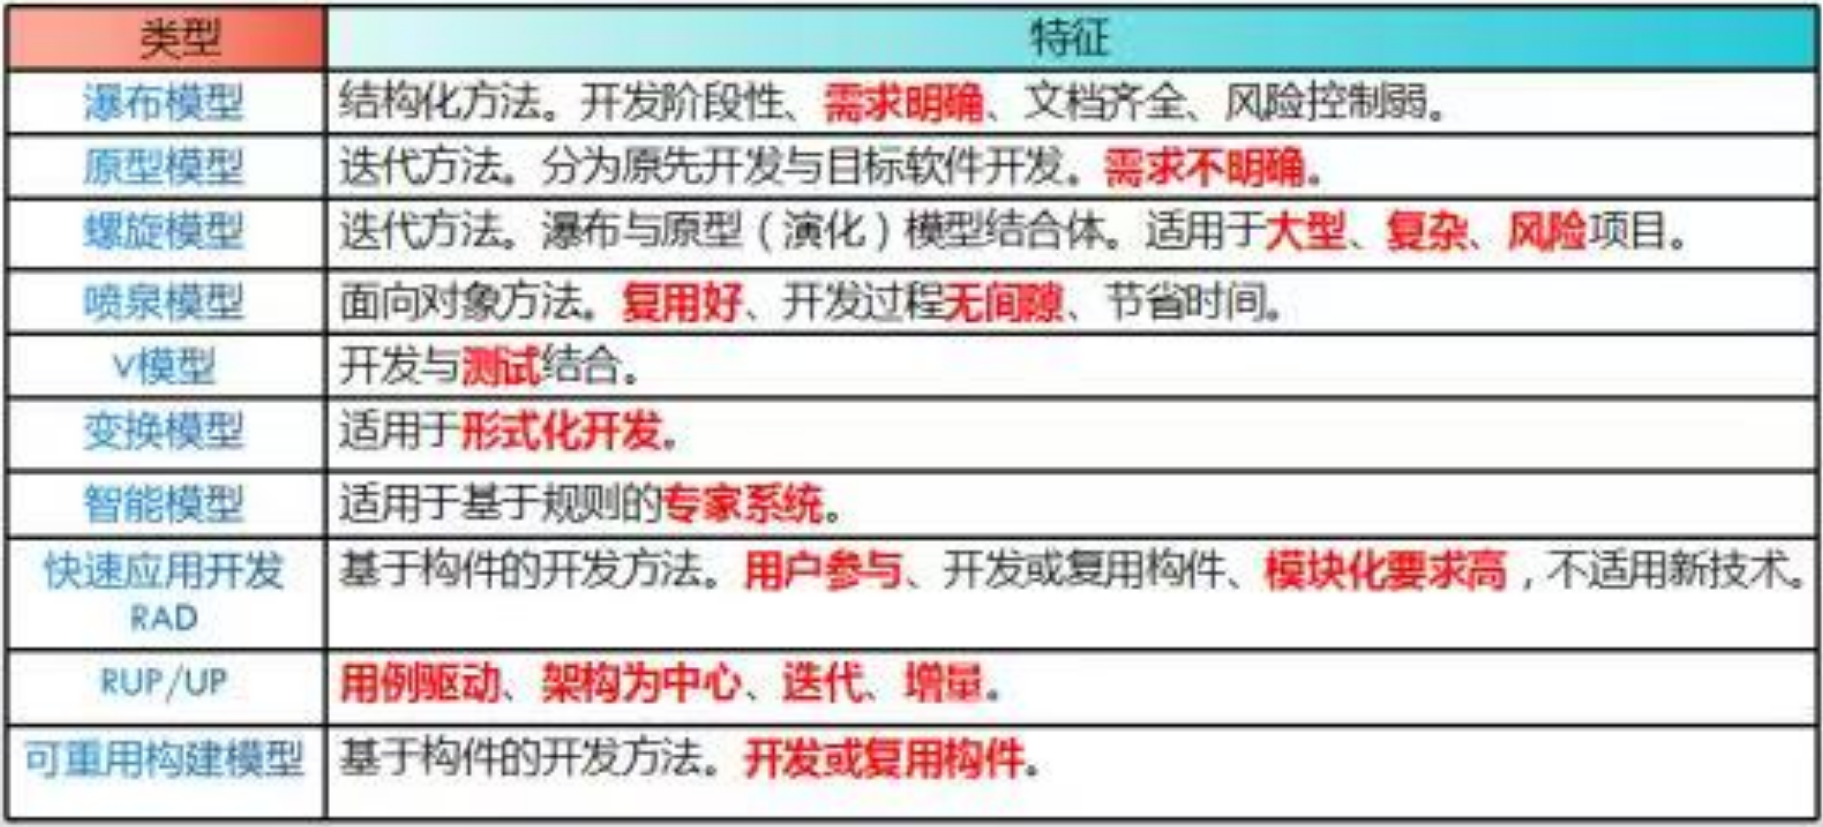 类型 特征
瀑布模型 结构化方法。开发阶段性、需求明确、文档齐全、风险控制弱。
原型模型 迭代方法。分为原先开发与目标软件开发。需求不明确。
螺旋模型 迭代方法。瀑布与原型（演化）模型结合体。适用于大型、复杂、风险项目。
喷泉模型 面向对象方法。复用好、开发过程无间隙、节省时间。
V模型 开发与测试结合。
变换模型 适用于形式化开发。
智能模型 适用于基于规则的专家系统。
快速应用开发 基于构件的开发方法。用户参与、开发或复用构件、模块化要求高，不适用新技术。
RAD
RUP/UP 用例驱动、架构为中心、迭代、增量。
可重用构建模型 基于构件的开发方法。开发或复用构件。